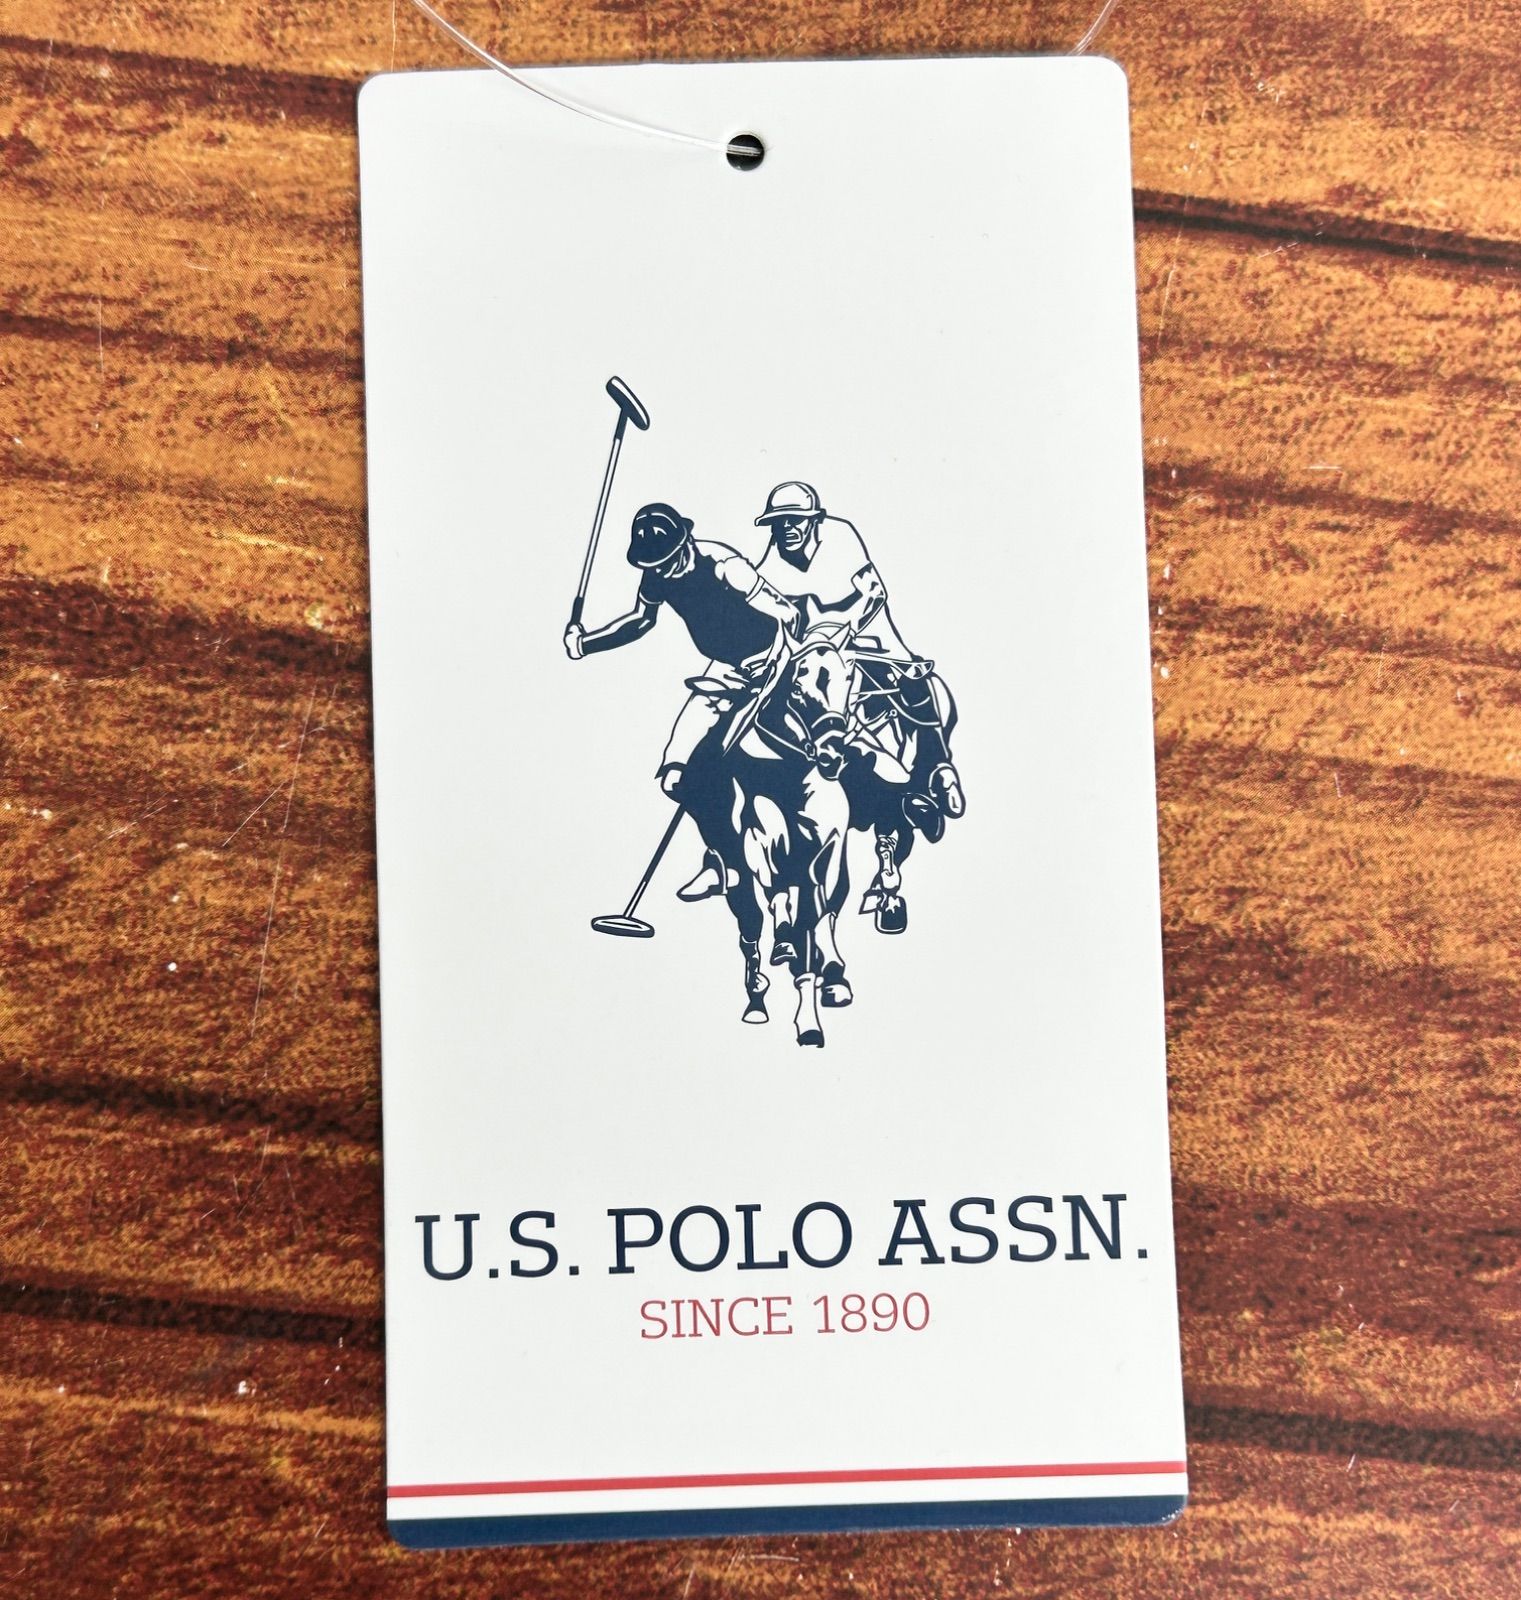 U.S. POLO ASSN.
SINCE 1890